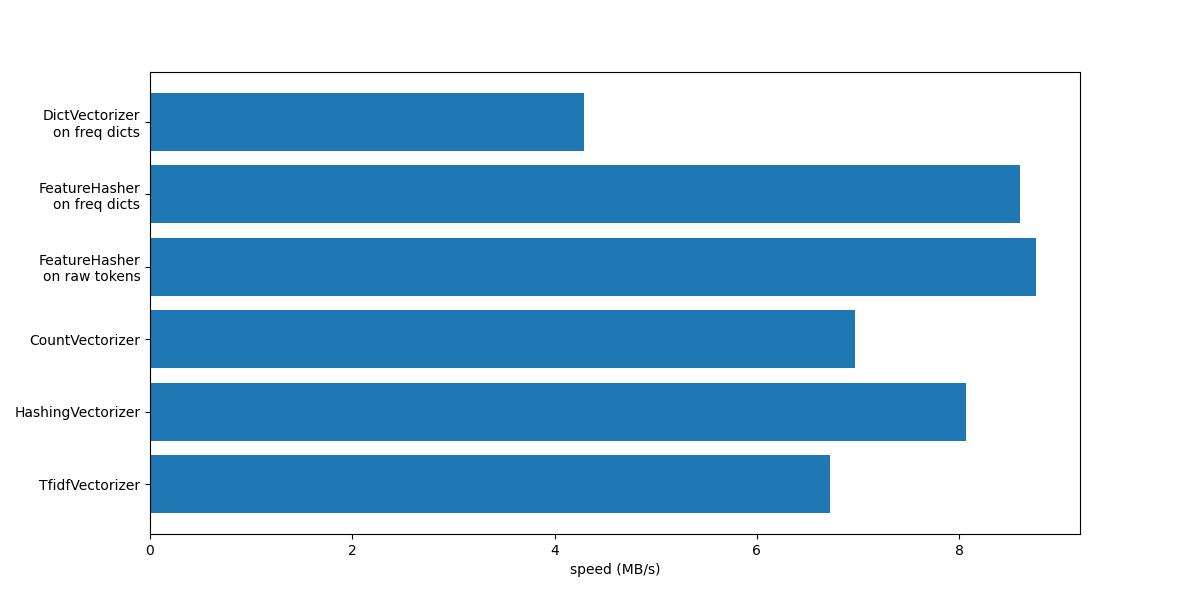 DictVectorizer
on freq dicts
FeatureHasher
on freq dicts
FeatureHasher
on raw tokens
CountVectorizer
HashingVectorizer
TfidfVectorizer
0 2 4 6 8
speed (MB/s)